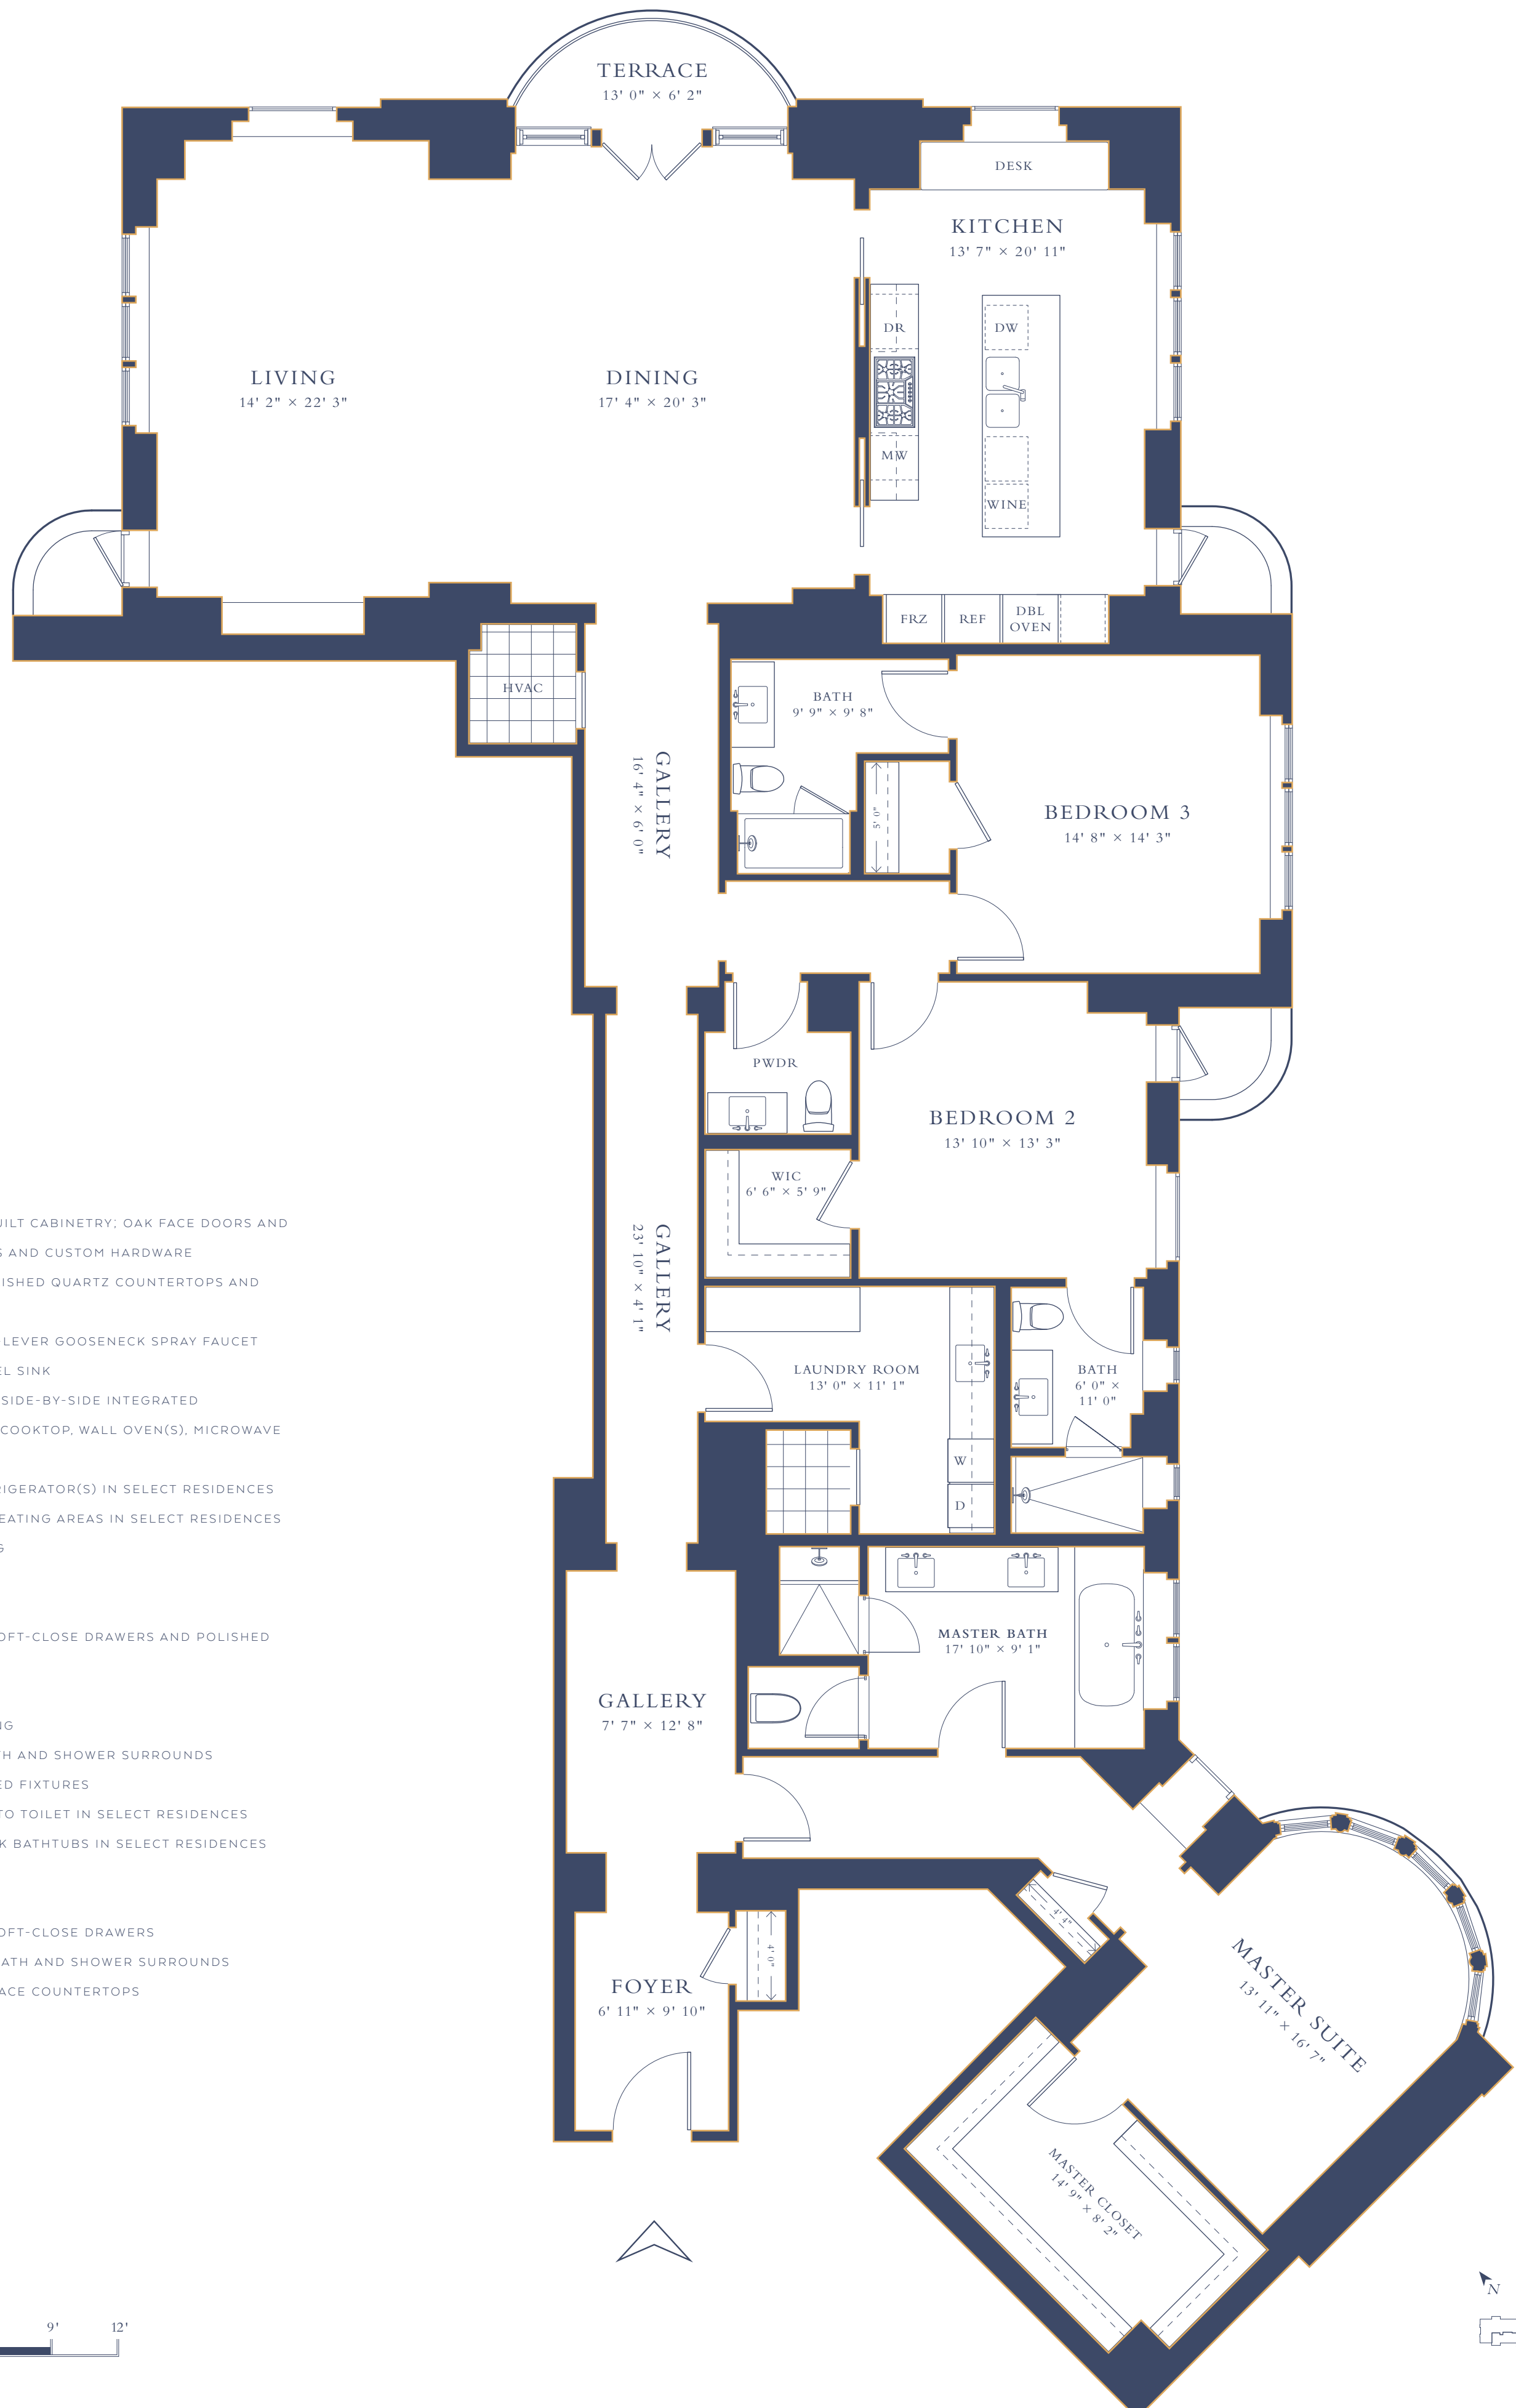 TERRACE
13' 0" × 6' 2"
DESK
KITCHEN
13' 7" × 20' 11"
DR
DW
LIVING
14' 2" × 22' 3"
DINING
17' 4" × 20' 3"
MW
WINE
FRZ
REF
DBL
OVEN
HVAC
BATH
9' 9" × 9' 8"
GALLERY
16' 4" × 6' 0"
5' 0"
BEDROOM 3
14' 8" × 14' 3"
PWDR
BEDROOM 2
13' 10" × 13' 3"
WIC
6' 6" × 5' 9"
GALLERY
23' 10" × 4' 1"
LAUNDRY ROOM
13' 0" × 11' 1"
BATH
6' 0" ×
11' 0"
W
D
MASTER BATH
17' 10" × 9' 1"
GALLERY
7' 7" × 12' 8"
4' 4"
4' 0"
FOYER
6' 11" × 9' 10"
MASTER SUITE
13' 11" × 16' 7"
MASTER CLOSET
14' 9" × 8' 2"
UILT CABINETRY; OAK FACE DOORS AND
G AND CUSTOM HARDWARE
ISHED QUARTZ COUNTERTOPS AND
LEVER GOOSENECK SPRAY FAUCET
EL SINK
SIDE-BY-SIDE INTEGRATED
COOKTOP, WALL OVEN(S), MICROWAVE
RIGERATOR(S) IN SELECT RESIDENCES
EATING AREAS IN SELECT RESIDENCES
G
OFT-CLOSE DRAWERS AND POLISHED
NG
TH AND SHOWER SURROUNDS
ED FIXTURES
TO TOILET IN SELECT RESIDENCES
K BATHTUBS IN SELECT RESIDENCES
OFT-CLOSE DRAWERS
ATH AND SHOWER SURROUNDS
ACE COUNTERTOPS
9'
12'
N